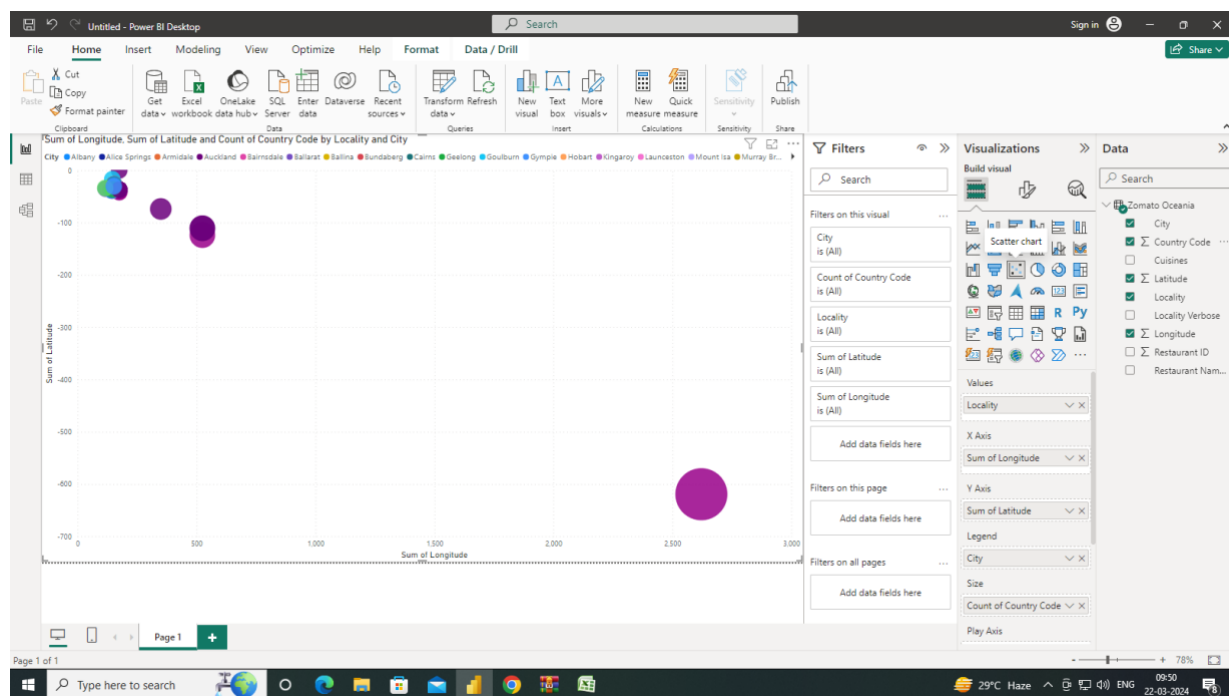 Untitled - Power BI Desktop
Search
Sign in
File Home Insert Modeling View Optimize Help Format Data / Drill
Share
Paste
Cut
Copy
Format painter
Get data
Excel workbook
OneLake data hub
SQL Server
Enter data
Dataverse
Recent sources
Transform data
Refresh
New visual
Text box
More visuals
New measure
Quick measure
Sensitivity
Publish
Clipboard Data Queries Insert Calculations Sensitivity Share
Sum of Longitude, Sum of Latitude and Count of Country Code by Locality and City
City Albany Alice Springs Armidale Auckland Bairnsdale Ballarat Ballina Bundaberg Cairns Geelong Goulburn Gympie Hobart Kingaroy Launceston Mount Isa Murray Br...
0
-100
-200
-300
-400
-500
-600
-700
Sum of Latitude
0 500 1,000 1,500 2,000 2,500 3,000
Sum of Longitude
Filters
Search
Filters on this visual ...
City
is (All)
Count of Country Code
is (All)
Locality
is (All)
Sum of Latitude
is (All)
Sum of Longitude
is (All)
Add data fields here
Filters on this page ...
Add data fields here
Filters on all pages ...
Add data fields here
Visualizations
Build visual
Scatter chart
123
R Py
...
Values
Locality
X Axis
Sum of Longitude
Y Axis
Sum of Latitude
Legend
City
Size
Count of Country Code
Play Axis
Data
Search
Zomato Oceania
City
Σ Country Code ...
Cuisines
Σ Latitude
Locality
Locality Verbose
Σ Longitude
Σ Restaurant ID
Restaurant Nam...
Page 1 +
Page 1 of 1
- + 78%
Type here to search
29°C Haze
ENG
09:50
22-03-2024